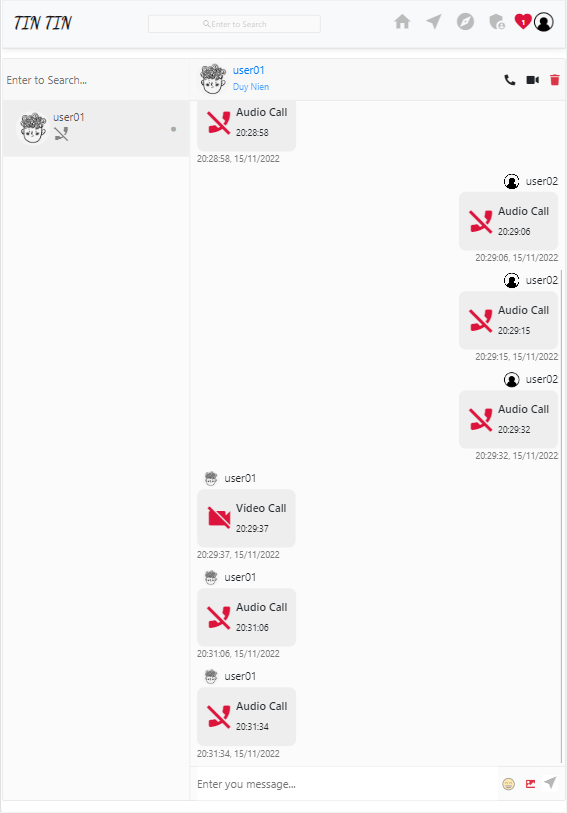 TIN TIN
Enter to Search
1
Enter to Search...
user01
Duy Nien
user01
Audio Call
20:28:58
20:28:58, 15/11/2022
user02
Audio Call
20:29:06
20:29:06, 15/11/2022
user02
Audio Call
20:29:15
20:29:15, 15/11/2022
user02
Audio Call
20:29:32
20:29:32, 15/11/2022
user01
Video Call
20:29:37
20:29:37, 15/11/2022
user01
Audio Call
20:31:06
20:31:06, 15/11/2022
user01
Audio Call
20:31:34
20:31:34, 15/11/2022
Enter you message...